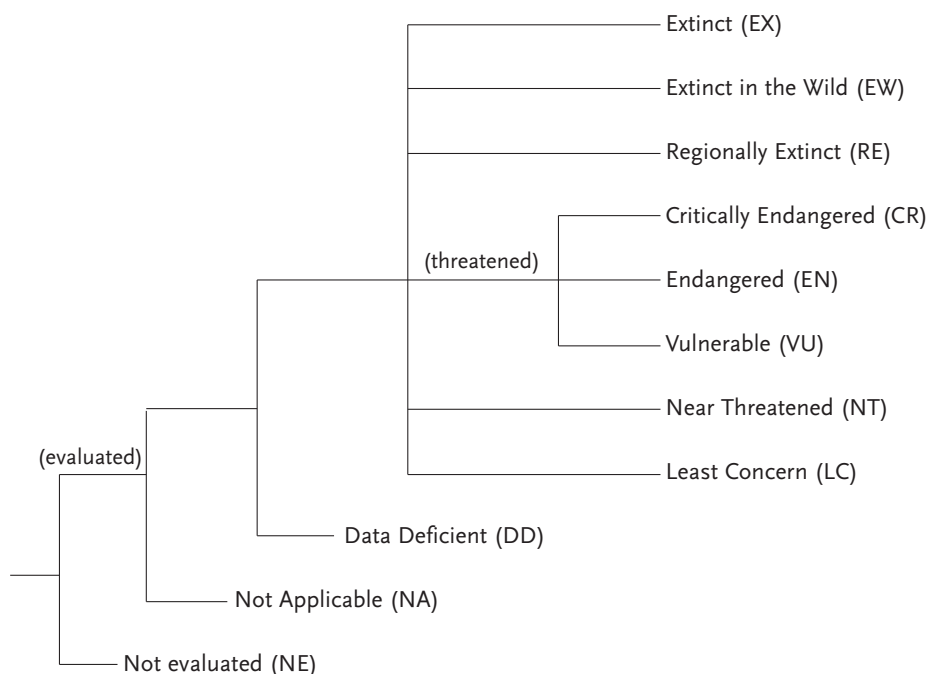 Extinct (EX)
Extinct in the Wild (EW)
Regionally Extinct (RE)
Critically Endangered (CR)
(threatened)
Endangered (EN)
Vulnerable (VU)
Near Threatened (NT)
(evaluated)
Least Concern (LC)
Data Deficient (DD)
Not Applicable (NA)
Not evaluated (NE)